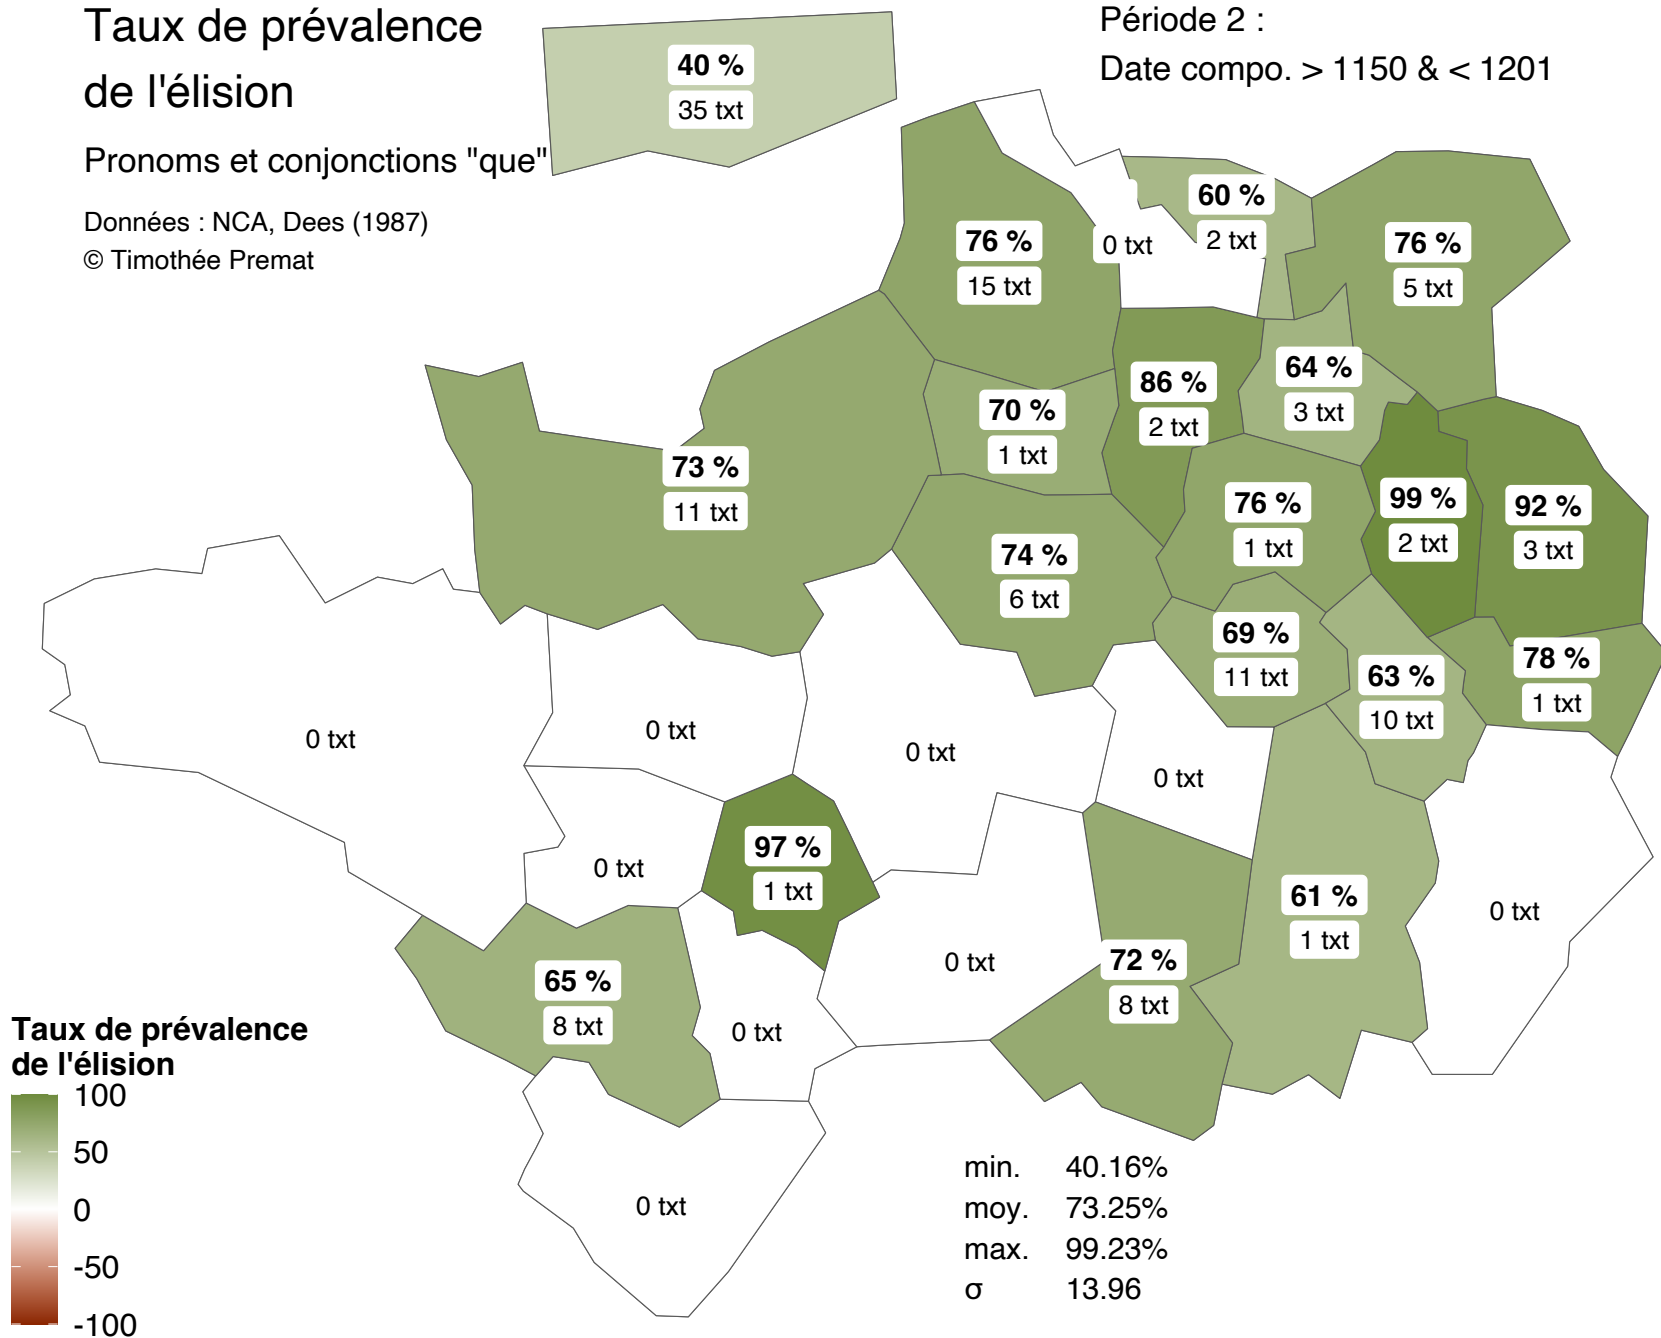 Taux de prévalence
de l'élision
Pronoms et conjonctions "que"
Données : NCA, Dees (1987)
© Timothée Premat
Période 2 :
Date compo. > 1150 & < 1201
40 %
35 txt
60 %
2 txt
76 %
15 txt
0 txt
76 %
5 txt
64 %
3 txt
86 %
2 txt
70 %
1 txt
73 %
11 txt
99 %
2 txt
92 %
3 txt
76 %
1 txt
74 %
6 txt
69 %
11 txt
78 %
1 txt
63 %
10 txt
0 txt
0 txt
0 txt
0 txt
97 %
1 txt
0 txt
61 %
1 txt
0 txt
72 %
8 txt
0 txt
65 %
8 txt
0 txt
0 txt
Taux de prévalence
de l'élision
100
50
0
-50
-100
min. 40.16%
moy. 73.25%
max. 99.23%
σ 13.96